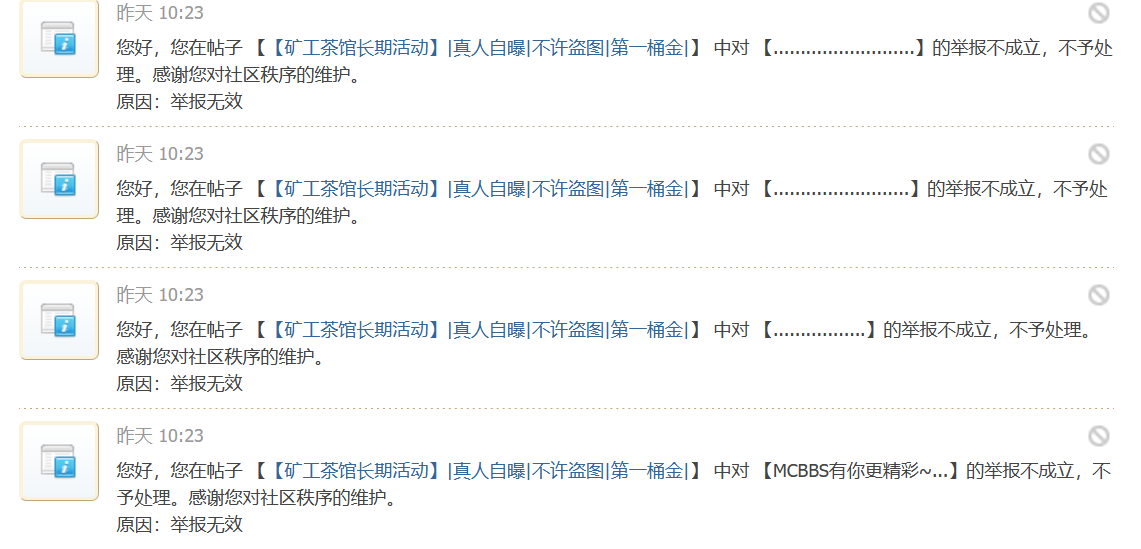 昨天 10:23
您好，您在帖子 【【矿工茶馆长期活动】|真人自曝|不许盗图|第一桶金|】 中对 【..........................】的举报不成立，不予处
理。感谢您对社区秩序的维护。
原因：举报无效
昨天 10:23
您好，您在帖子 【【矿工茶馆长期活动】|真人自曝|不许盗图|第一桶金|】 中对 【.........................】的举报不成立，不予处
理。感谢您对社区秩序的维护。
原因：举报无效
昨天 10:23
您好，您在帖子 【【矿工茶馆长期活动】|真人自曝|不许盗图|第一桶金|】 中对 【.................】的举报不成立，不予处理。
感谢您对社区秩序的维护。
原因：举报无效
昨天 10:23
您好，您在帖子 【【矿工茶馆长期活动】|真人自曝|不许盗图|第一桶金|】 中对 【MCBBS有你更精彩~...】的举报不成立，不
予处理。感谢您对社区秩序的维护。
原因：举报无效